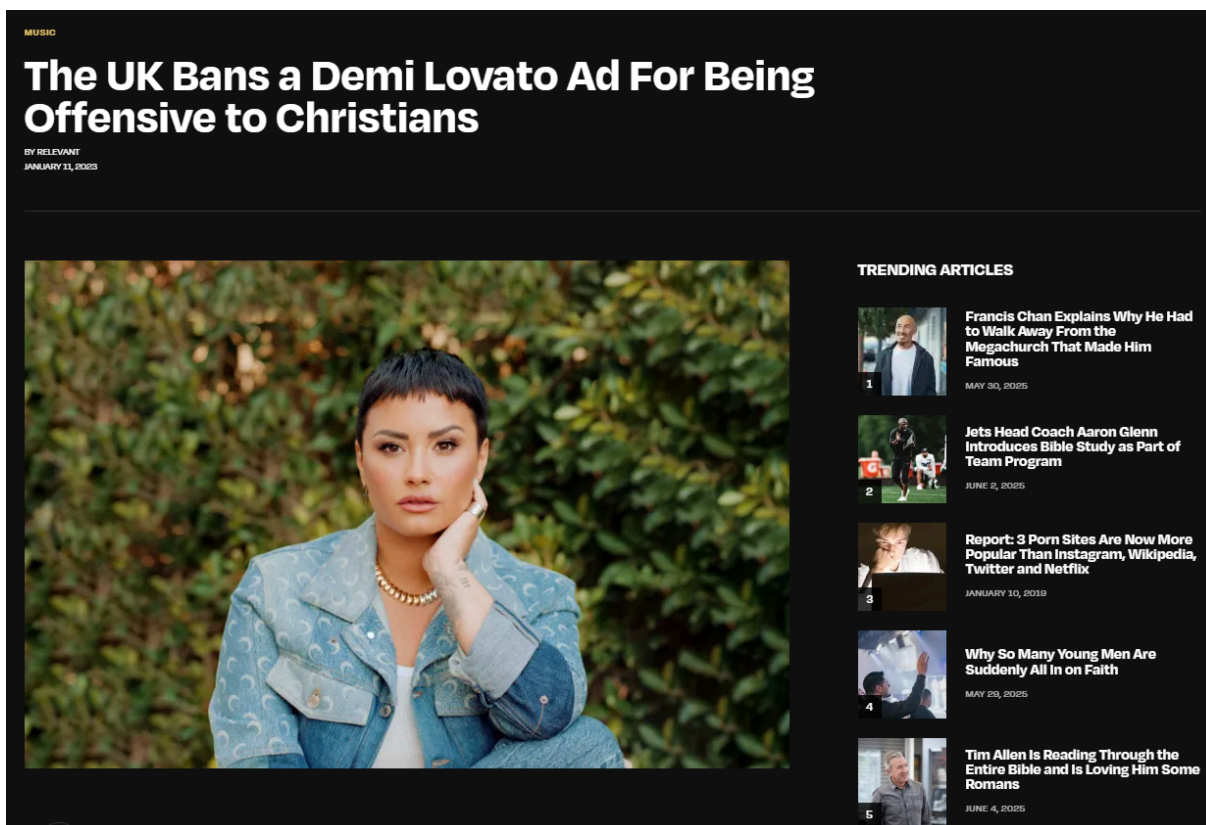 MUSIC
The UK Bans a Demi Lovato Ad For Being
Offensive to Christians
BY RELEVANT
JANUARY 11, 2023
TRENDING ARTICLES
1
Francis Chan Explains Why He Had
to Walk Away From the
Megachurch That Made Him
Famous
MAY 30, 2025
2
Jets Head Coach Aaron Glenn
Introduces Bible Study as Part of
Team Program
JUNE 2, 2025
3
Report: 3 Porn Sites Are Now More
Popular Than Instagram, Wikipedia,
Twitter and Netflix
JANUARY 10, 2019
4
Why So Many Young Men Are
Suddenly All In on Faith
MAY 29, 2025
5
Tim Allen Is Reading Through the
Entire Bible and Is Loving Him Some
Romans
JUNE 4, 2025